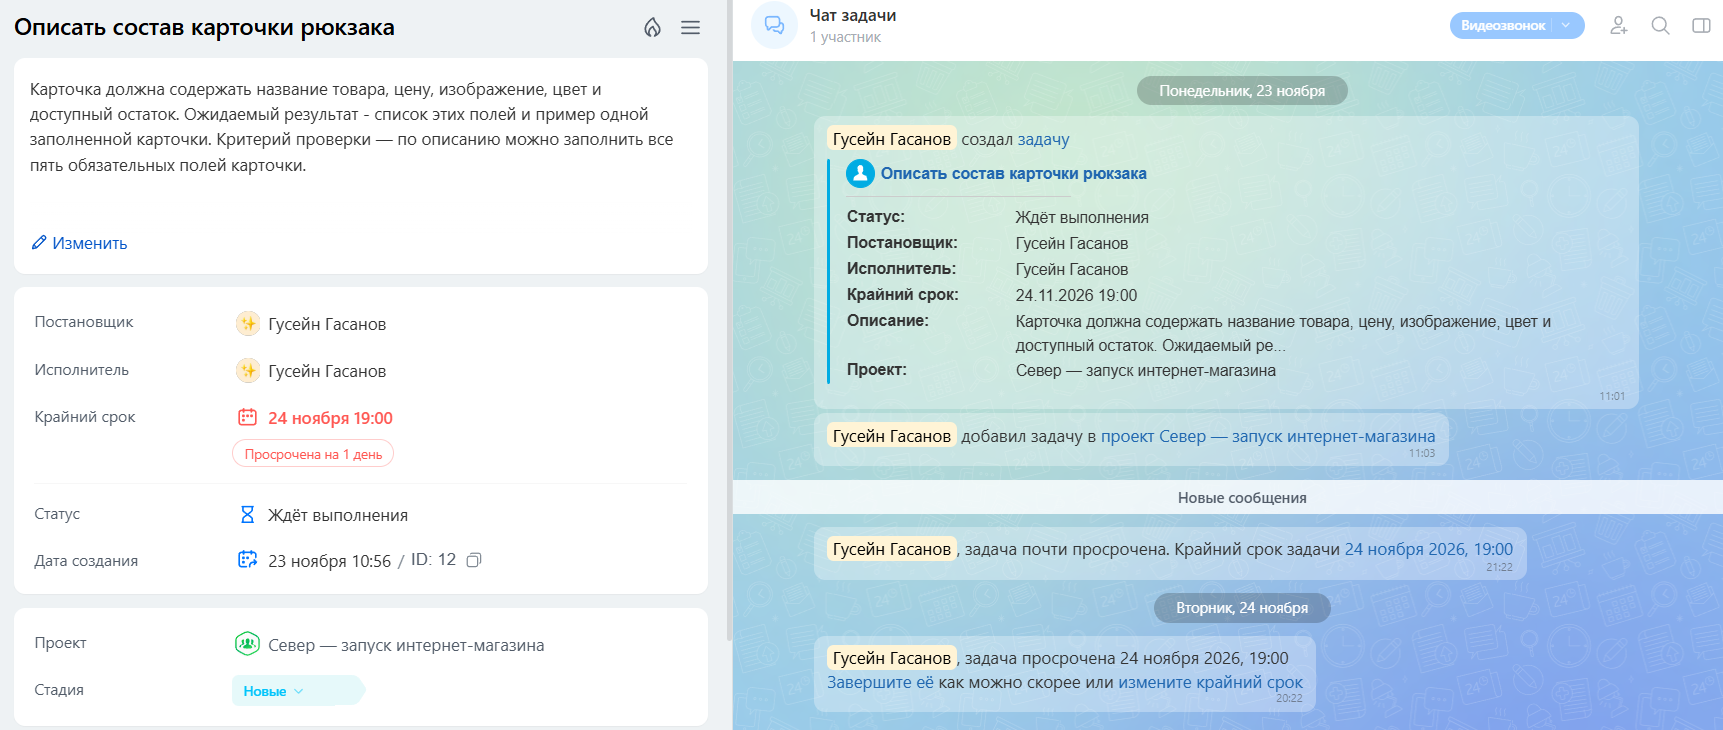 Описать состав карточки рюкзака
Карточка должна содержать название товара, цену, изображение, цвет и
доступный остаток. Ожидаемый результат - список этих полей и пример одной
заполненной карточки. Критерий проверки — по описанию можно заполнить все
пять обязательных полей карточки.
Изменить
Постановщик Гусейн Гасанов
Исполнитель Гусейн Гасанов
Крайний срок 24 ноября 19:00
Просрочена на 1 день
Статус Ждёт выполнения
Дата создания 23 ноября 10:56 / ID: 12
Проект Север — запуск интернет-магазина
Стадия Новые
Чат задачи
1 участник
Видеозвонок
Понедельник, 23 ноября
Гусейн Гасанов создал задачу
Описать состав карточки рюкзака
Статус: Ждёт выполнения
Постановщик: Гусейн Гасанов
Исполнитель: Гусейн Гасанов
Крайний срок: 24.11.2026 19:00
Описание: Карточка должна содержать название товара, цену, изображение, цвет и
доступный остаток. Ожидаемый ре...
Проект: Север — запуск интернет-магазина
11:01
Гусейн Гасанов добавил задачу в проект Север — запуск интернет-магазина
11:03
Новые сообщения
Гусейн Гасанов, задача почти просрочена. Крайний срок задачи 24 ноября 2026, 19:00
21:22
Вторник, 24 ноября
Гусейн Гасанов, задача просрочена 24 ноября 2026, 19:00
Завершите её как можно скорее или измените крайний срок
20:22